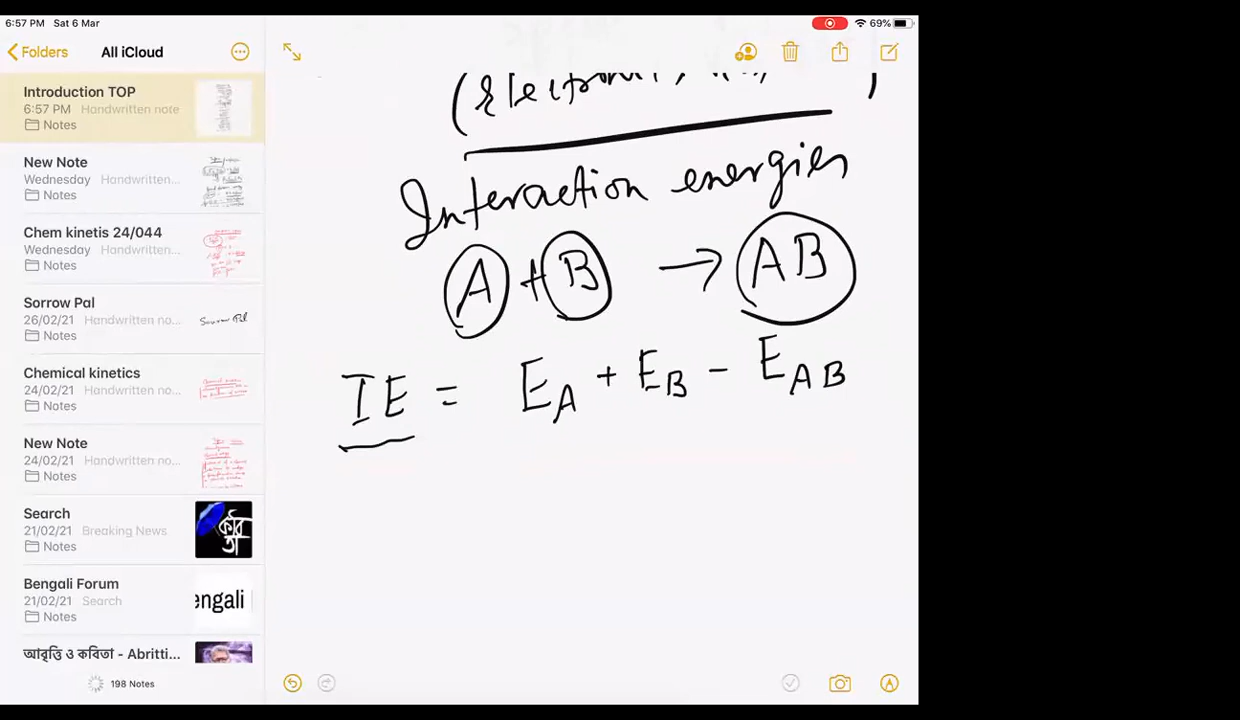 6:57 PM Sat 6 Mar
69%
Folders
All iCloud
Introduction TOP
6:57 PM Handwritten note
Notes
New Note
Wednesday Handwritten...
Notes
Chem kinetis 24/044
Wednesday Handwritten...
Notes
Sorrow Pal
26/02/21 Handwritten no...
Notes
Chemical kinetics
24/02/21 Handwritten no...
Notes
New Note
24/02/21 Handwritten no...
Notes
Search
21/02/21 Breaking News
Notes
কবি
তা
Bengali Forum
21/02/21 Search
Notes
engali
আবৃত্তি ও কবিতা - Abritti...
198 Notes
Interaction energies
A + B → AB
IE = E_A + E_B - E_AB